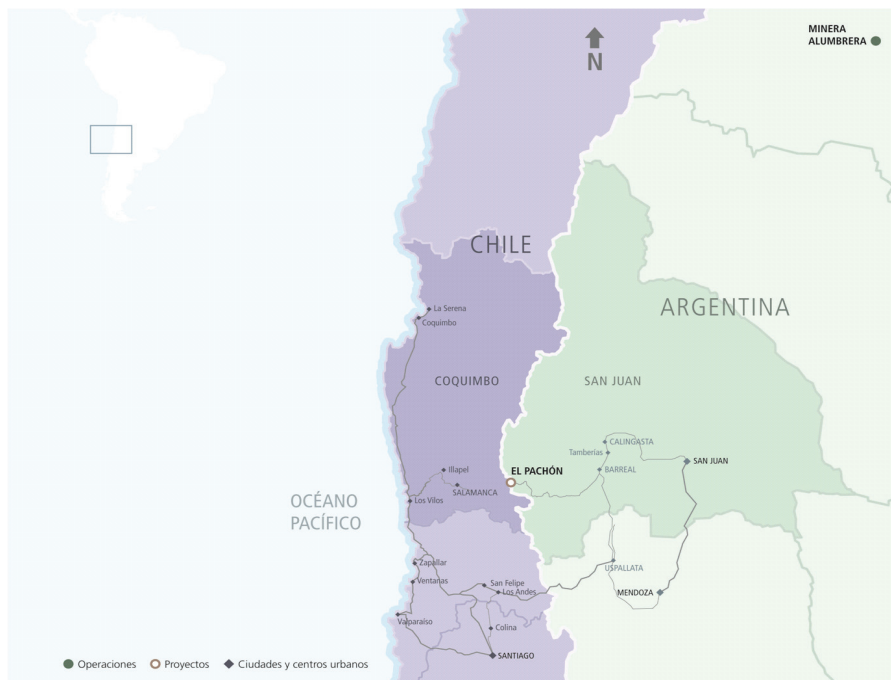 MINERA
ALUMBRERA
N
CHILE
ARGENTINA
La Serena
Coquimbo
COQUIMBO
SAN JUAN
CALINGASTA
Tamberías
SAN JUAN
Illapel
EL PACHÓN
BARREAL
SALAMANCA
OCÉANO
PACÍFICO
Los Vilos
Zapallar
USPALLATA
Ventanas
San Felipe
Los Andes
MENDOZA
Valparaíso
Colina
SANTIAGO
Operaciones
Proyectos
Ciudades y centros urbanos